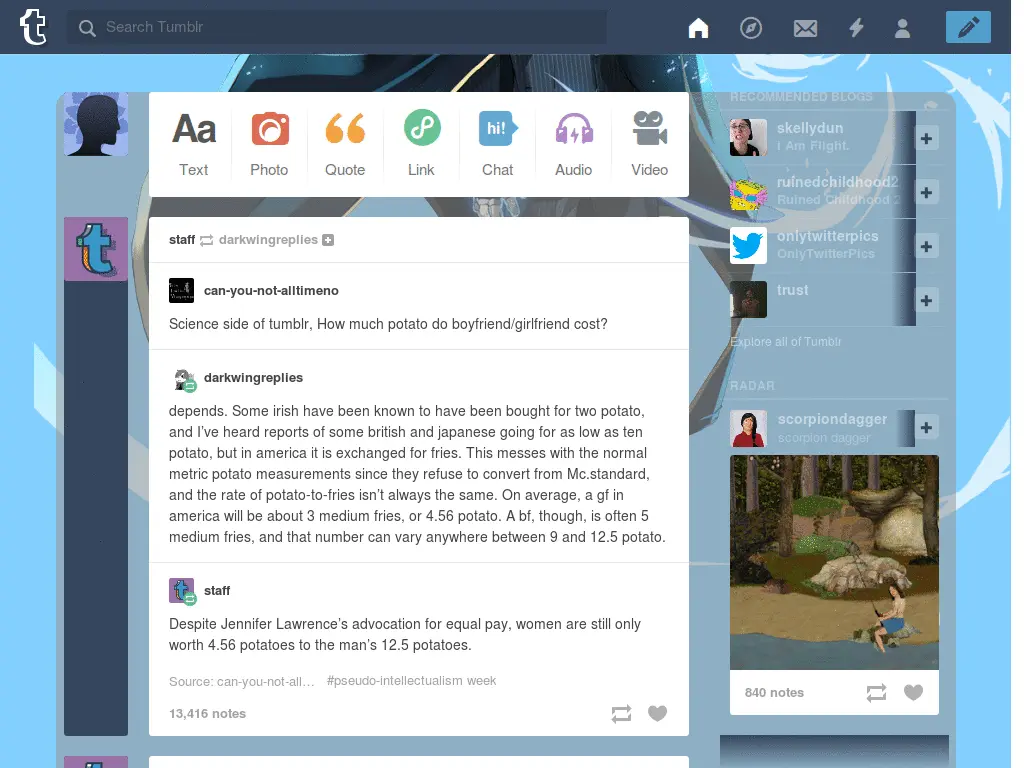 Search Tumblr
Aa
hi!
Text
Photo
Quote
Link
Chat
Audio
Video
staff darkwingreplies
can-you-not-alltimeno
Science side of tumblr, How much potato do boyfriend/girlfriend cost?
darkwingreplies
depends. Some irish have been known to have been bought for two potato,
and I’ve heard reports of some british and japanese going for as low as ten
potato, but in america it is exchanged for fries. This messes with the normal
metric potato measurements since they refuse to convert from Mc.standard,
and the rate of potato-to-fries isn’t always the same. On average, a gf in
america will be about 3 medium fries, or 4.56 potato. A bf, though, is often 5
medium fries, and that number can vary anywhere between 9 and 12.5 potato.
staff
Despite Jennifer Lawrence’s advocation for equal pay, women are still only
worth 4.56 potatoes to the man’s 12.5 potatoes.
Source: can-you-not-all… #pseudo-intellectualism week
13,416 notes
RECOMMENDED BLOGS
skellydun
I Am Flight.
ruinedchildhood2
Ruined Childhood 2
onlytwitterpics
OnlyTwitterPics
trust
Explore all of Tumblr
RADAR
scorpiondagger
scorpion dagger
840 notes